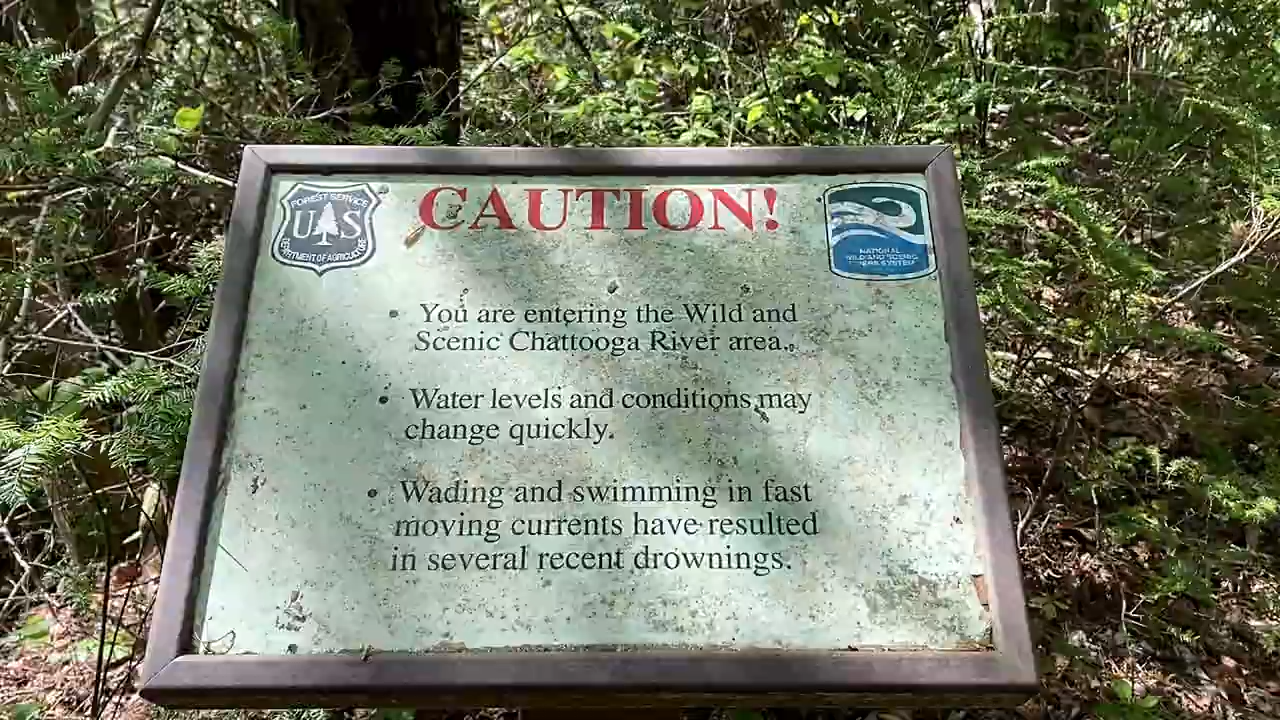 CAUTION!
FOREST SERVICE
US
DEPARTMENT OF AGRICULTURE
NATIONAL
WILD AND SCENIC
RIVERS SYSTEM
• You are entering the Wild and
Scenic Chattooga River area.
• Water levels and conditions may
change quickly.
• Wading and swimming in fast
moving currents have resulted
in several recent drownings.